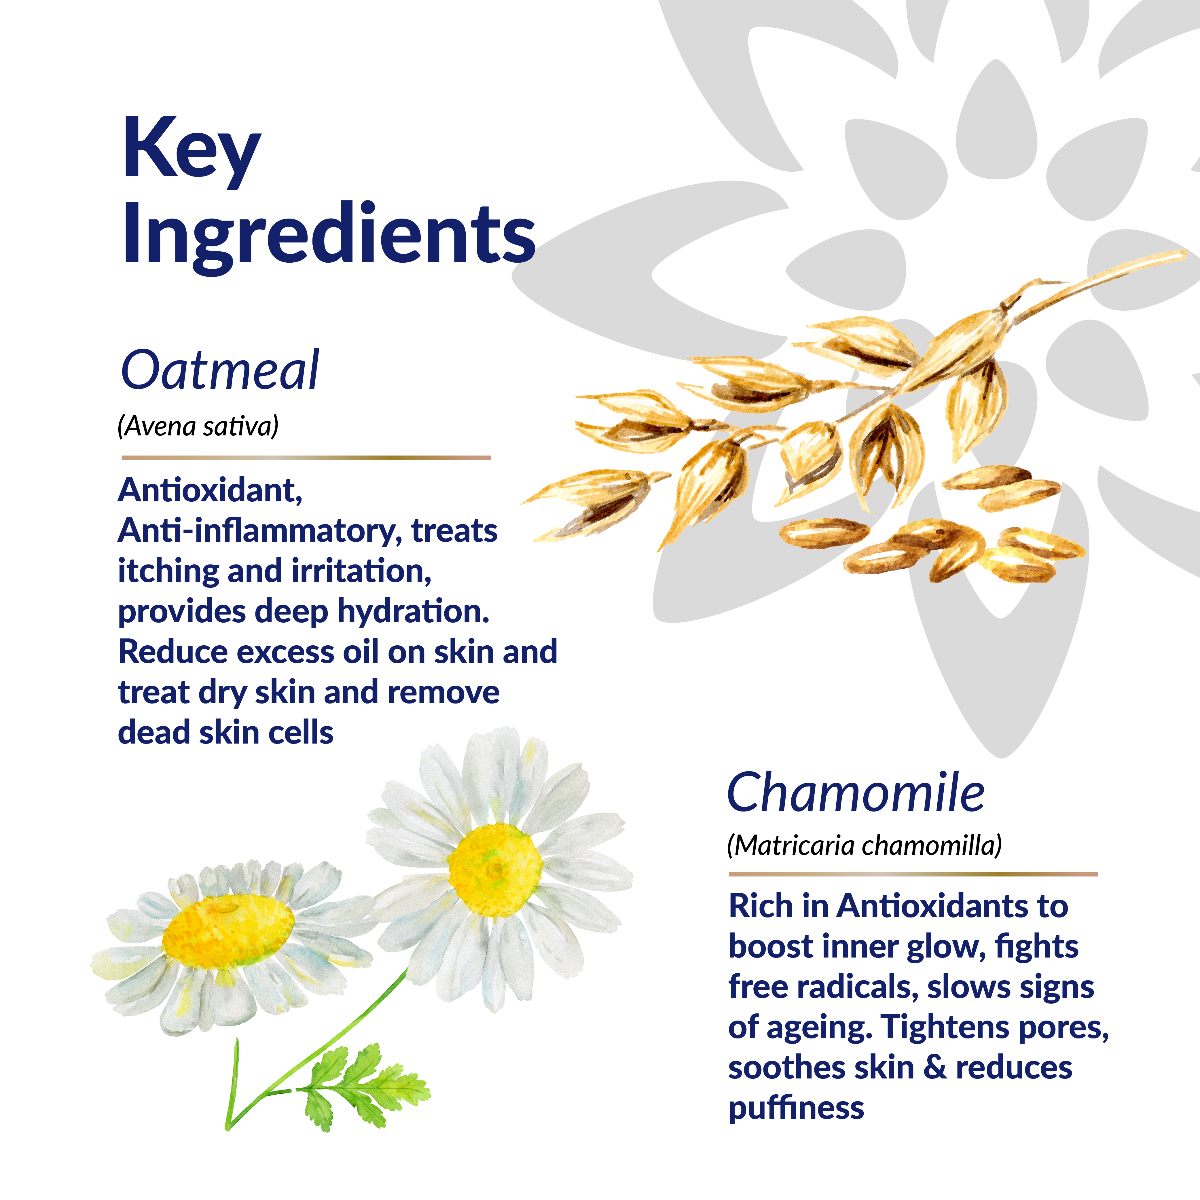 Key
Ingredients
Oatmeal
(Avena sativa)
Antioxidant,
Anti-inflammatory, treats
itching and irritation,
provides deep hydration.
Reduce excess oil on skin and
treat dry skin and remove
dead skin cells
Chamomile
(Matricaria chamomilla)
Rich in Antioxidants to
boost inner glow, fights
free radicals, slows signs
of ageing. Tightens pores,
soothes skin & reduces
puffiness